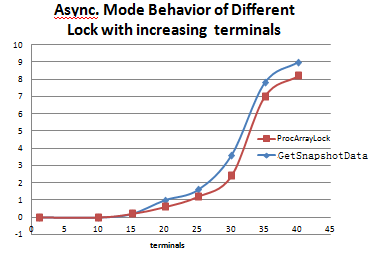 Async. Mode Behavior of Different
Lock with increasing terminals
10
9
8
7
6
5
4
3
2
1
0
-1
0 5 10 15 20 25 30 35 40 45
terminals
ProcArrayLock
GetSnapshotData